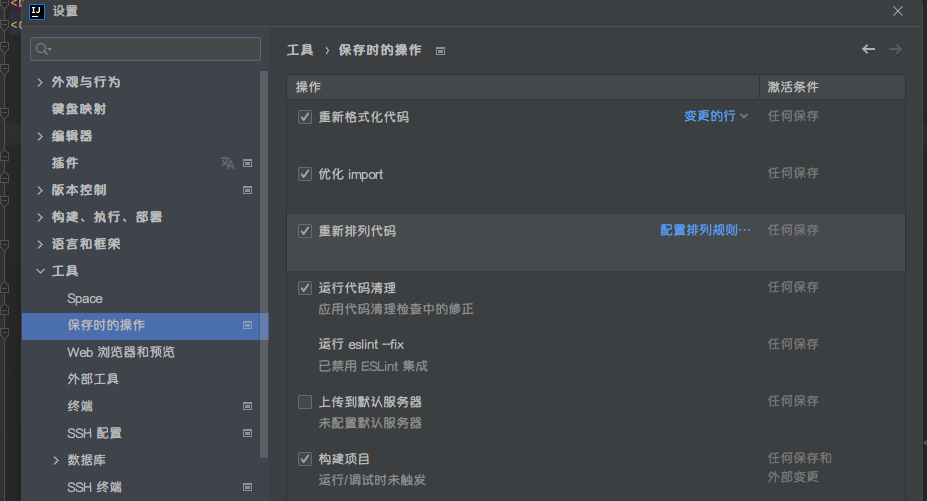 设置
工具 › 保存时的操作
外观与行为
键盘映射
编辑器
插件
版本控制
构建、执行、部署
语言和框架
工具
Space
保存时的操作
Web 浏览器和预览
外部工具
终端
SSH 配置
数据库
SSH 终端
操作 激活条件
重新格式化代码 变更的行 任何保存
优化 import 任何保存
重新排列代码 配置排列规则… 任何保存
运行代码清理 任何保存
应用代码清理检查中的修正
运行 eslint --fix 任何保存
已禁用 ESLint 集成
上传到默认服务器 任何保存
未配置默认服务器
构建项目 任何保存和
运行/调试时未触发 外部变更